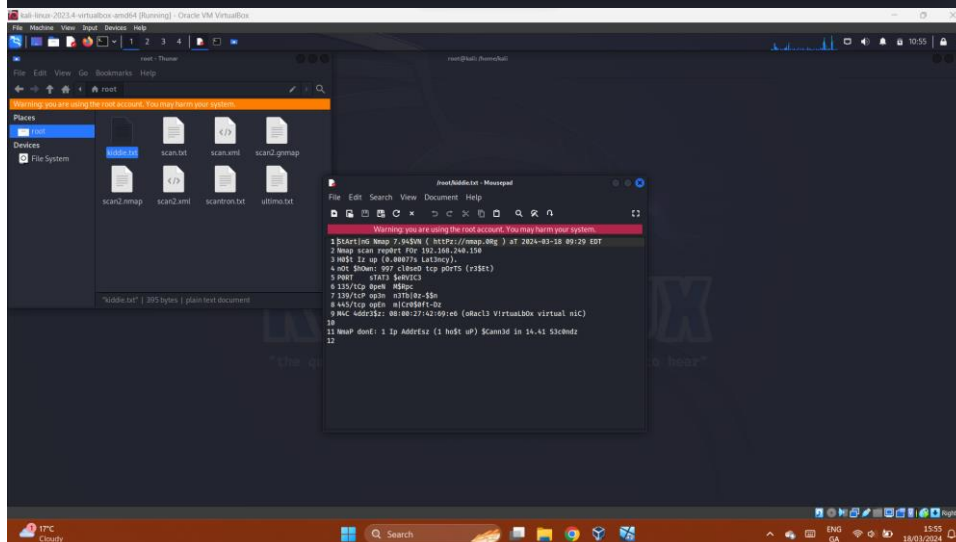 kali-linux-2023.4-virtualbox-amd64 [Running] - Oracle VM VirtualBox
File Machine View Input Devices Help
1 2 3 4
10:55
root - Thunar
root@kali: /home/kali
File Edit View Go Bookmarks Help
root
Warning: you are using the root account. You may harm your system.
Places
root
Devices
File System
kiddie.txt
scan.txt
scan.xml
scan2.gnmap
scan2.nmap
scan2.xml
scantron.txt
ultimo.txt
"kiddie.txt" | 395 bytes | plain text document
/root/kiddie.txt - Mousepad
File Edit Search View Document Help
Warning: you are using the root account. You may harm your system.
1 $tArt|nG Nmap 7.94$VN ( httPz://nmap.0Rg ) aT 2024-03-18 09:29 EDT
2 Nmap scan rep0rt FOr 192.168.240.150
3 H0$t Iz up (0.00077s Lat3ncy).
4 nOt $hOwn: 997 cl0seD tcp pOrTS (r3$Et)
5 P0RT sTAT3 $eRVIC3
6 135/tCp 0peN M$Rpc
7 139/tcP op3n n3Tb|0z-$$n
8 445/tcp opEn m|Cr0$0ft-Dz
9 M4C 4ddr3$z: 08:00:27:42:69:e6 (oRacl3 V!rtuaLbOx virtual niC)
10
11 NmaP donE: 1 Ip AddrEsz (1 ho$t uP) $Cann3d in 14.41 S3c0ndz
12
"the
to hear"
Right
1
17°C
Cloudy
Search
ENG
GA
15:55
18/03/2024